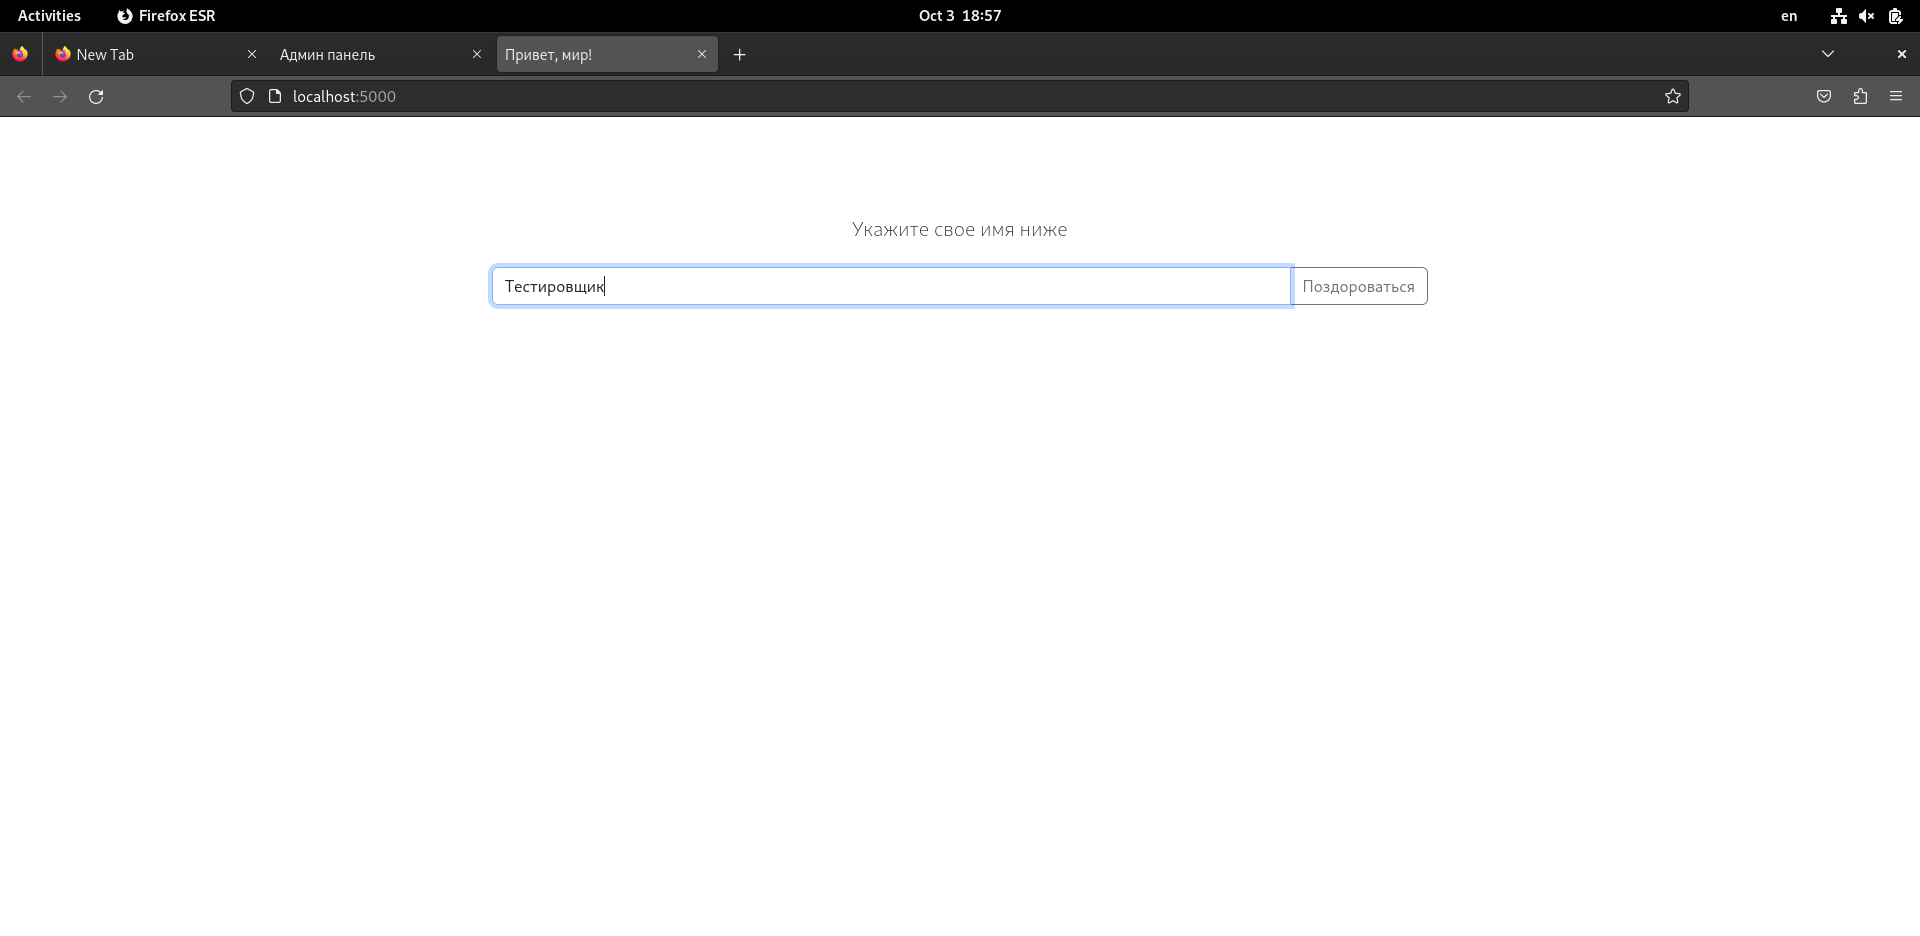 Activities Firefox ESR Oct 3 18:57 en
New Tab Админ панель Привет, мир!
localhost:5000
Укажите свое имя ниже
Тестировщик Поздороваться